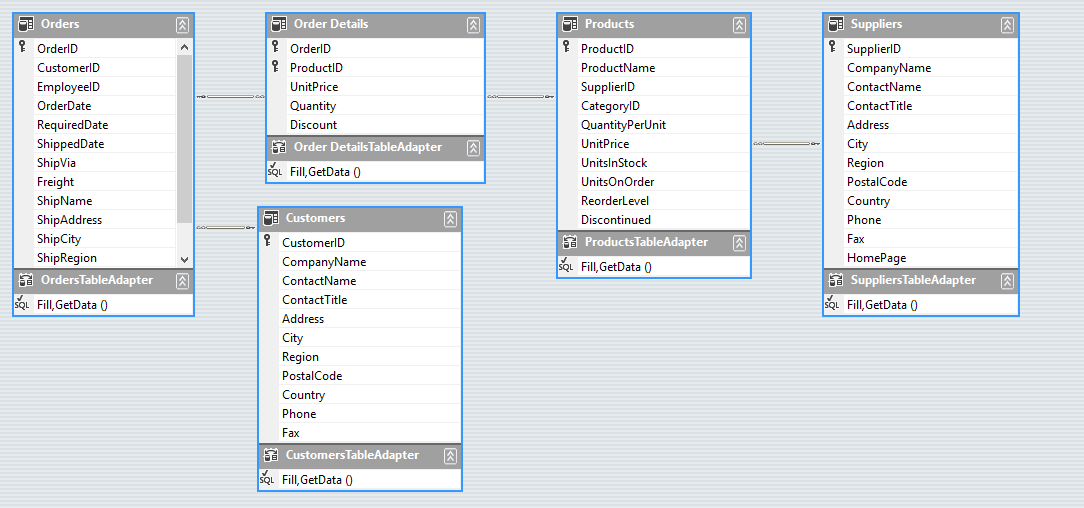 Orders
OrderID
CustomerID
EmployeeID
OrderDate
RequiredDate
ShippedDate
ShipVia
Freight
ShipName
ShipAddress
ShipCity
ShipRegion
OrdersTableAdapter
SQL Fill,GetData ()
Order Details
OrderID
ProductID
UnitPrice
Quantity
Discount
Order DetailsTableAdapter
SQL Fill,GetData ()
Customers
CustomerID
CompanyName
ContactName
ContactTitle
Address
City
Region
PostalCode
Country
Phone
Fax
CustomersTableAdapter
SQL Fill,GetData ()
Products
ProductID
ProductName
SupplierID
CategoryID
QuantityPerUnit
UnitPrice
UnitsInStock
UnitsOnOrder
ReorderLevel
Discontinued
ProductsTableAdapter
SQL Fill,GetData ()
Suppliers
SupplierID
CompanyName
ContactName
ContactTitle
Address
City
Region
PostalCode
Country
Phone
Fax
HomePage
SuppliersTableAdapter
SQL Fill,GetData ()